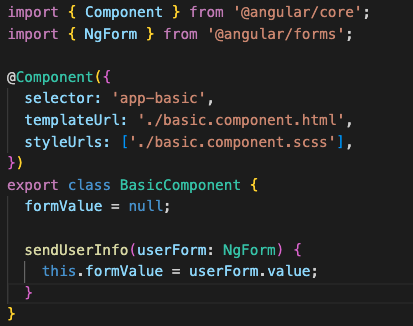 import { Component } from '@angular/core';
import { NgForm } from '@angular/forms';

@Component({
  selector: 'app-basic',
  templateUrl: './basic.component.html',
  styleUrls: ['./basic.component.scss'],
})
export class BasicComponent {
  formValue = null;

  sendUserInfo(userForm: NgForm) {
    this.formValue = userForm.value;
  }
}